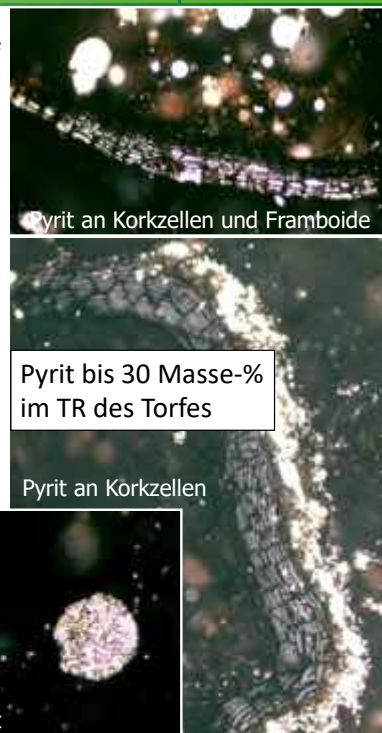 Pyrit an Korkzellen und Framboide
Pyrit bis 30 Masse-%
im TR des Torfes
Pyrit an Korkzellen